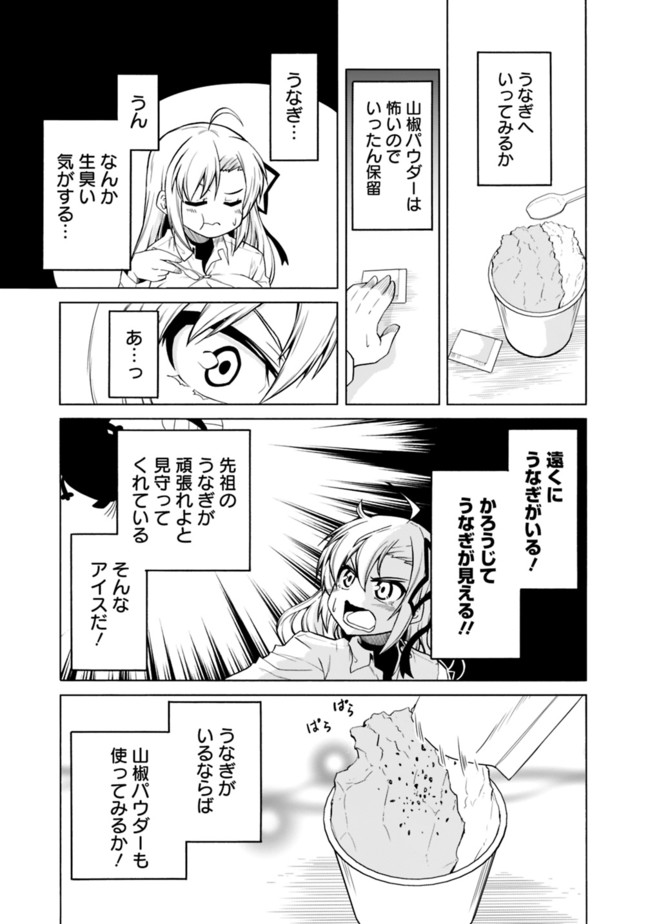 うなぎへ
いってみるか
山椒パウダーは
怖いので
いったん保留
うなぎ…
うん
なんか
生臭い
気がする…
あ…っ
遠くに
うなぎがいる!
かろうじて
うなぎが見える!!
先祖の
うなぎが
頑張れよと
見守って
くれている
そんな
アイスだ!
ぱら
ぱら
うなぎが
いるならば
山椒パウダーも
使ってみるか!